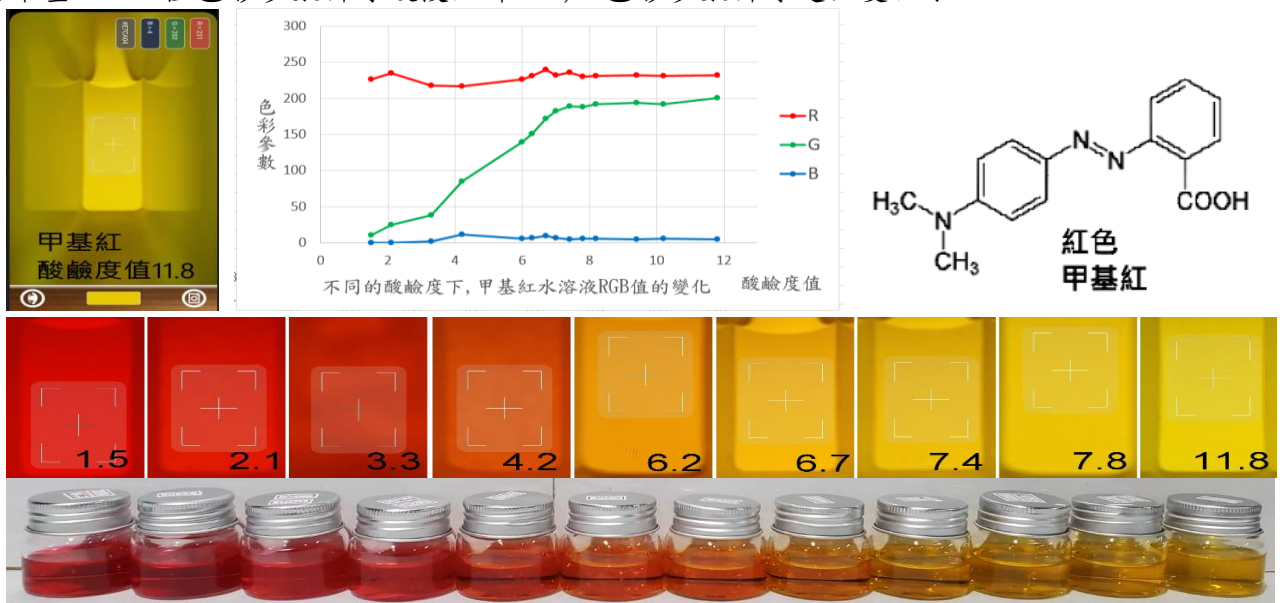 #E7CA04
B = 4
G = 202
R = 231
甲基紅
酸鹼度值11.8
300
250
200
150
100
50
0
色彩參數
0 2 4 6 8 10 12
不同的酸鹼度下,甲基紅水溶液RGB值的變化
酸鹼度值
R
G
B
N
N
H₃C
N
CH₃
COOH
紅色
甲基紅
1.5 2.1 3.3 4.2 6.2 6.7 7.4 7.8 11.8